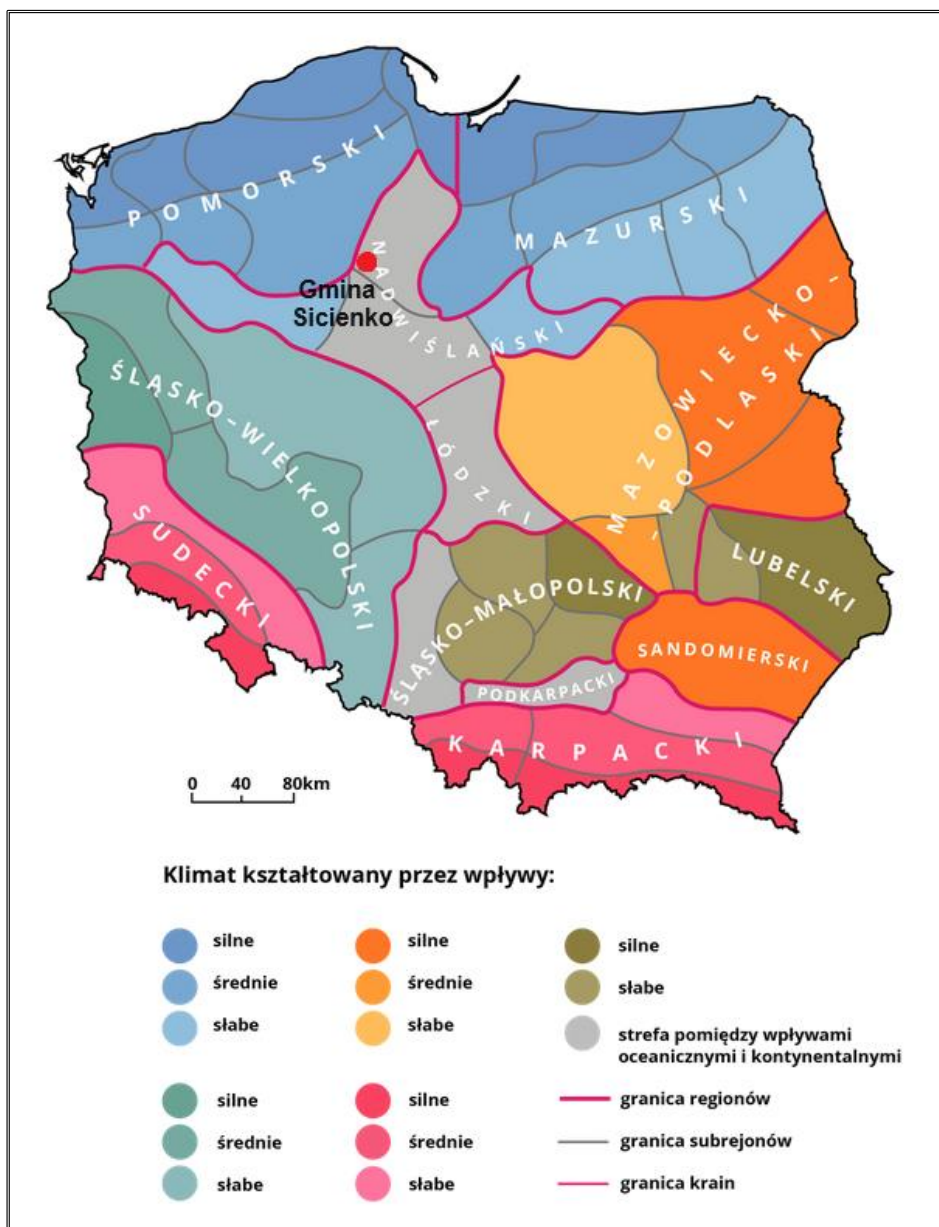 POMORSKI
MAZURSKI
NADWIŚLAŃSKI
Gmina
Sicienko
MAZOWIECKO-
-PODLASKI
ŚLĄSKO-WIELKOPOLSKI
ŁÓDZKI
SUDECKI
LUBELSKI
ŚLĄSKO-MAŁOPOLSKI
SANDOMIERSKI
PODKARPACKI
KARPACKI
0 40 80km
Klimat kształtowany przez wpływy:
silne
średnie
słabe
silne
średnie
słabe
silne
słabe
strefa pomiędzy wpływami
oceanicznymi i kontynentalnymi
silne
średnie
słabe
silne
średnie
słabe
granica regionów
granica subrejonów
granica krain